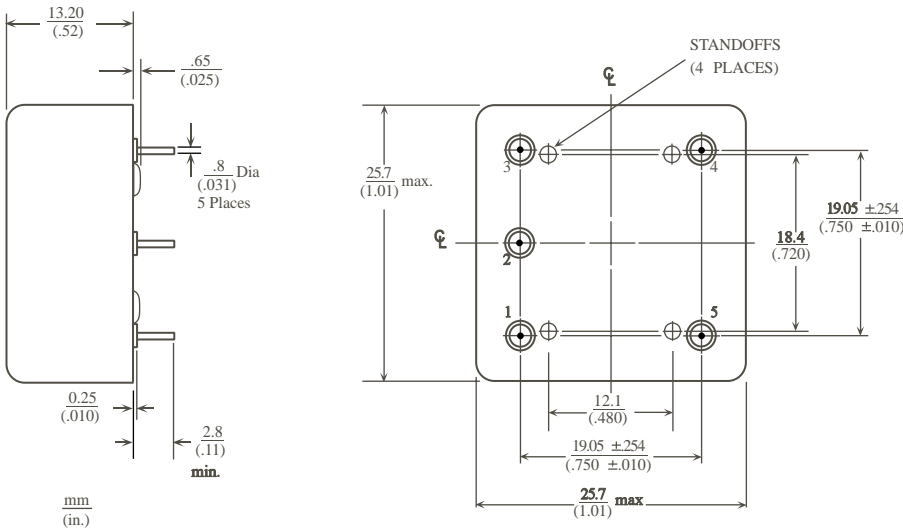 13.20
(.52)
.65
(.025)
.8 Dia
(.031)
5 Places
0.25
(.010)
2.8
(.11)
min.
mm
(in.)
STANDOFFS
(4 PLACES)
℄
25.7 max.
(1.01)
℄
3
4
2
1
5
18.4
(.720)
19.05 ±.254
(.750 ±.010)
12.1
(.480)
19.05 ±.254
(.750 ±.010)
25.7 max
(1.01)